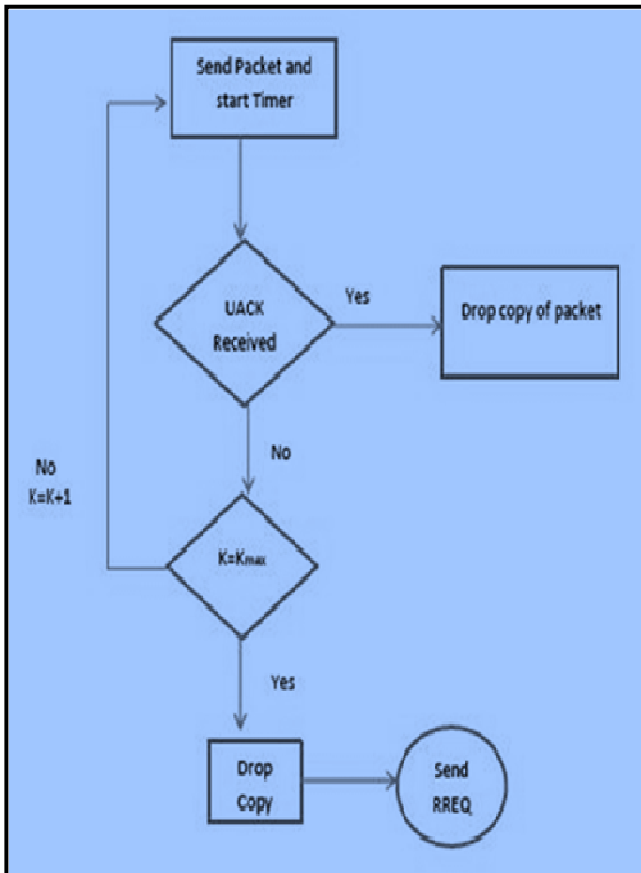 Send Packet and
start Timer
UACK
Received
Yes
Drop copy of packet
No
No
K=K+1
K=Kmax
Yes
Drop
Copy
Send
RREQ